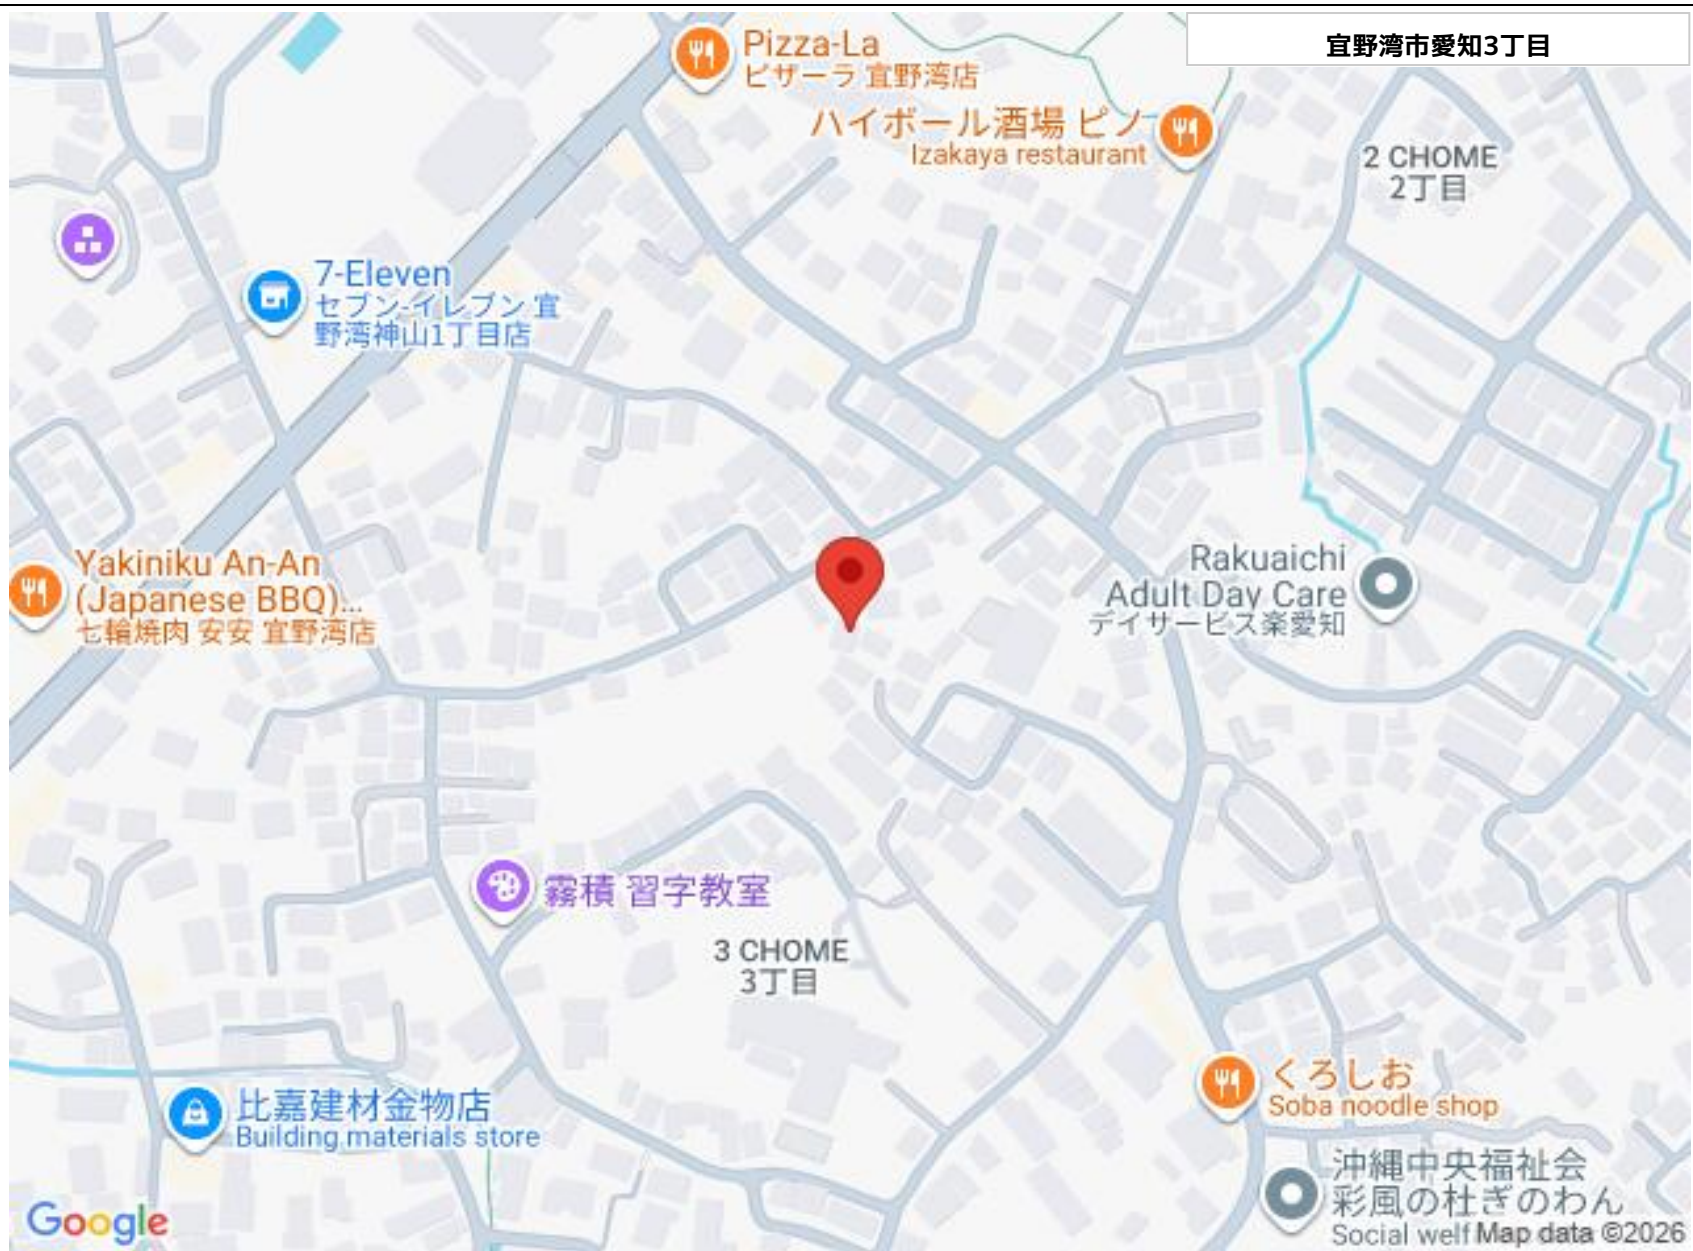 宜野湾市愛知3丁目
Pizza-La
ピザーラ 宜野湾店
ハイボール酒場 ピノ
Izakaya restaurant
2 CHOME
2丁目
7-Eleven
セブン-イレブン 宜
野湾神山1丁目店
Yakiniku An-An
(Japanese BBQ)...
七輪焼肉 安安 宜野湾店
Rakuaichi
Adult Day Care
デイサービス楽愛知
霧積 習字教室
3 CHOME
3丁目
くろしお
Soba noodle shop
比嘉建材金物店
Building materials store
沖縄中央福祉会
彩風の杜ぎのわん
Social welf
Google
Map data ©2026